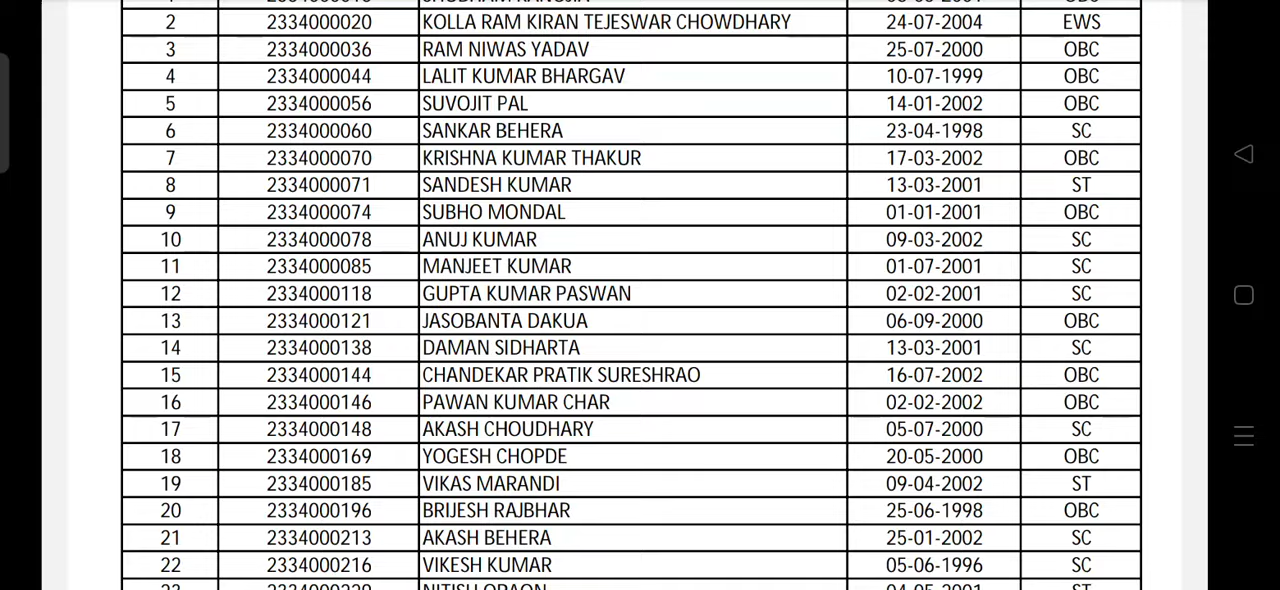 2 2334000020 KOLLA RAM KIRAN TEJESWAR CHOWDHARY 24-07-2004 EWS
3 2334000036 RAM NIWAS YADAV 25-07-2000 OBC
4 2334000044 LALIT KUMAR BHARGAV 10-07-1999 OBC
5 2334000056 SUVOJIT PAL 14-01-2002 OBC
6 2334000060 SANKAR BEHERA 23-04-1998 SC
7 2334000070 KRISHNA KUMAR THAKUR 17-03-2002 OBC
8 2334000071 SANDESH KUMAR 13-03-2001 ST
9 2334000074 SUBHO MONDAL 01-01-2001 OBC
10 2334000078 ANUJ KUMAR 09-03-2002 SC
11 2334000085 MANJEET KUMAR 01-07-2001 SC
12 2334000118 GUPTA KUMAR PASWAN 02-02-2001 SC
13 2334000121 JASOBANTA DAKUA 06-09-2000 OBC
14 2334000138 DAMAN SIDHARTA 13-03-2001 SC
15 2334000144 CHANDEKAR PRATIK SURESHRAO 16-07-2002 OBC
16 2334000146 PAWAN KUMAR CHAR 02-02-2002 OBC
17 2334000148 AKASH CHOUDHARY 05-07-2000 SC
18 2334000169 YOGESH CHOPDE 20-05-2000 OBC
19 2334000185 VIKAS MARANDI 09-04-2002 ST
20 2334000196 BRIJESH RAJBHAR 25-06-1998 OBC
21 2334000213 AKASH BEHERA 25-01-2002 SC
22 2334000216 VIKESH KUMAR 05-06-1996 SC